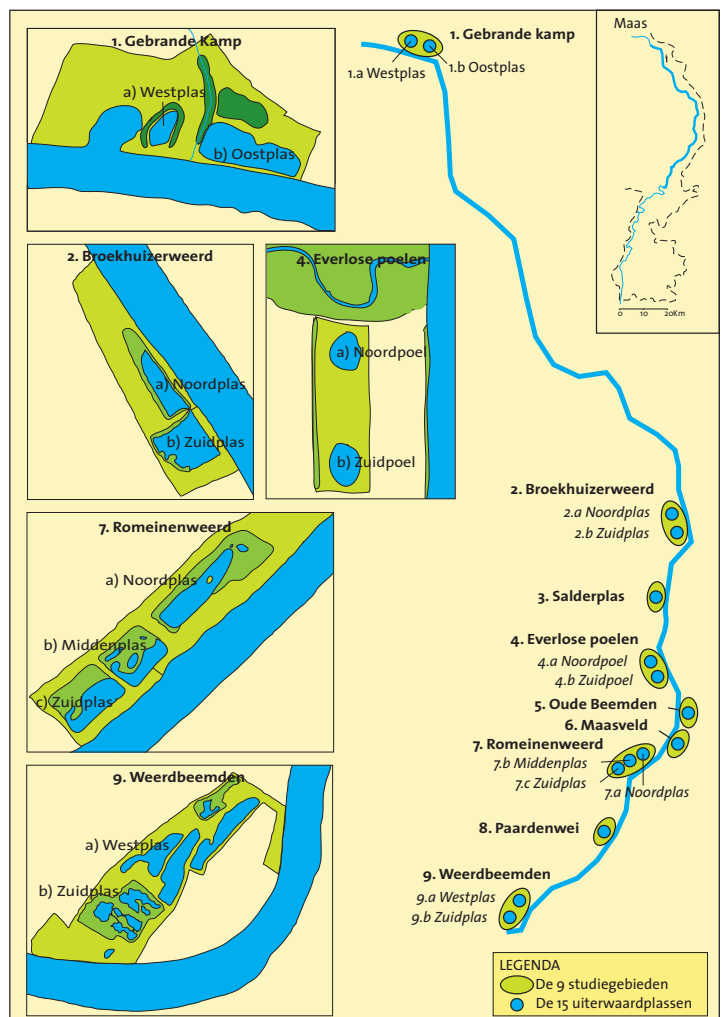 1. Gebrande Kamp
a) Westplas
b) Oostplas
2. Broekhuizerweerd
a) Noordplas
b) Zuidplas
4. Everlose poelen
a) Noordpoel
b) Zuidpoel
7. Romeinenweerd
a) Noordplas
b) Middenplas
c) Zuidplas
9. Weerdbeemden
a) Westplas
b) Zuidplas
1. Gebrande kamp
1.a Westplas
1.b Oostplas
Maas
0 10 20Km
2. Broekhuizerweerd
2.a Noordplas
2.b Zuidplas
3. Salderplas
4. Everlose poelen
4.a Noordpoel
4.b Zuidpoel
5. Oude Beemden
6. Maasveld
7. Romeinenweerd
7.b Middenplas
7.c Zuidplas
7.a Noordplas
8. Paardenwei
9. Weerdbeemden
9.a Westplas
9.b Zuidplas
LEGENDA
De 9 studiegebieden
De 15 uiterwaardplassen